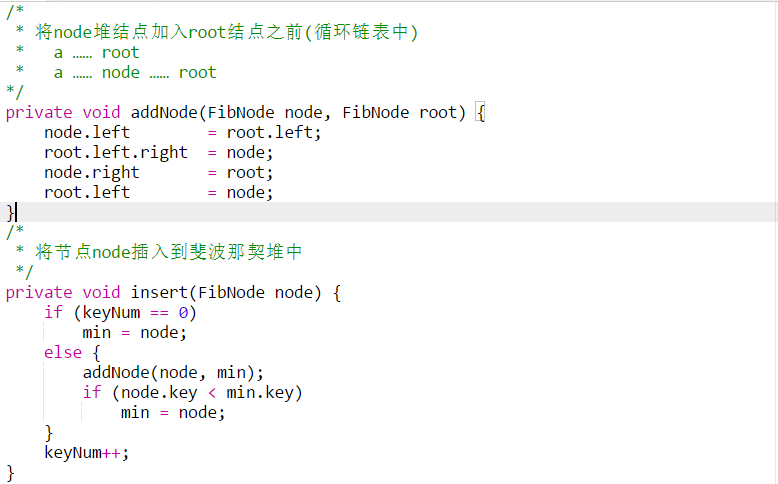 /*
 * 将node堆结点加入root结点之前(循环链表中)
 *   a …… root
 *   a …… node …… root
*/
private void addNode(FibNode node, FibNode root) {
    node.left        = root.left;
    root.left.right  = node;
    node.right       = root;
    root.left        = node;
}
/*
 * 将节点node插入到斐波那契堆中
 */
private void insert(FibNode node) {
    if (keyNum == 0)
        min = node;
    else {
        addNode(node, min);
        if (node.key < min.key)
            min = node;
    }
    keyNum++;
}